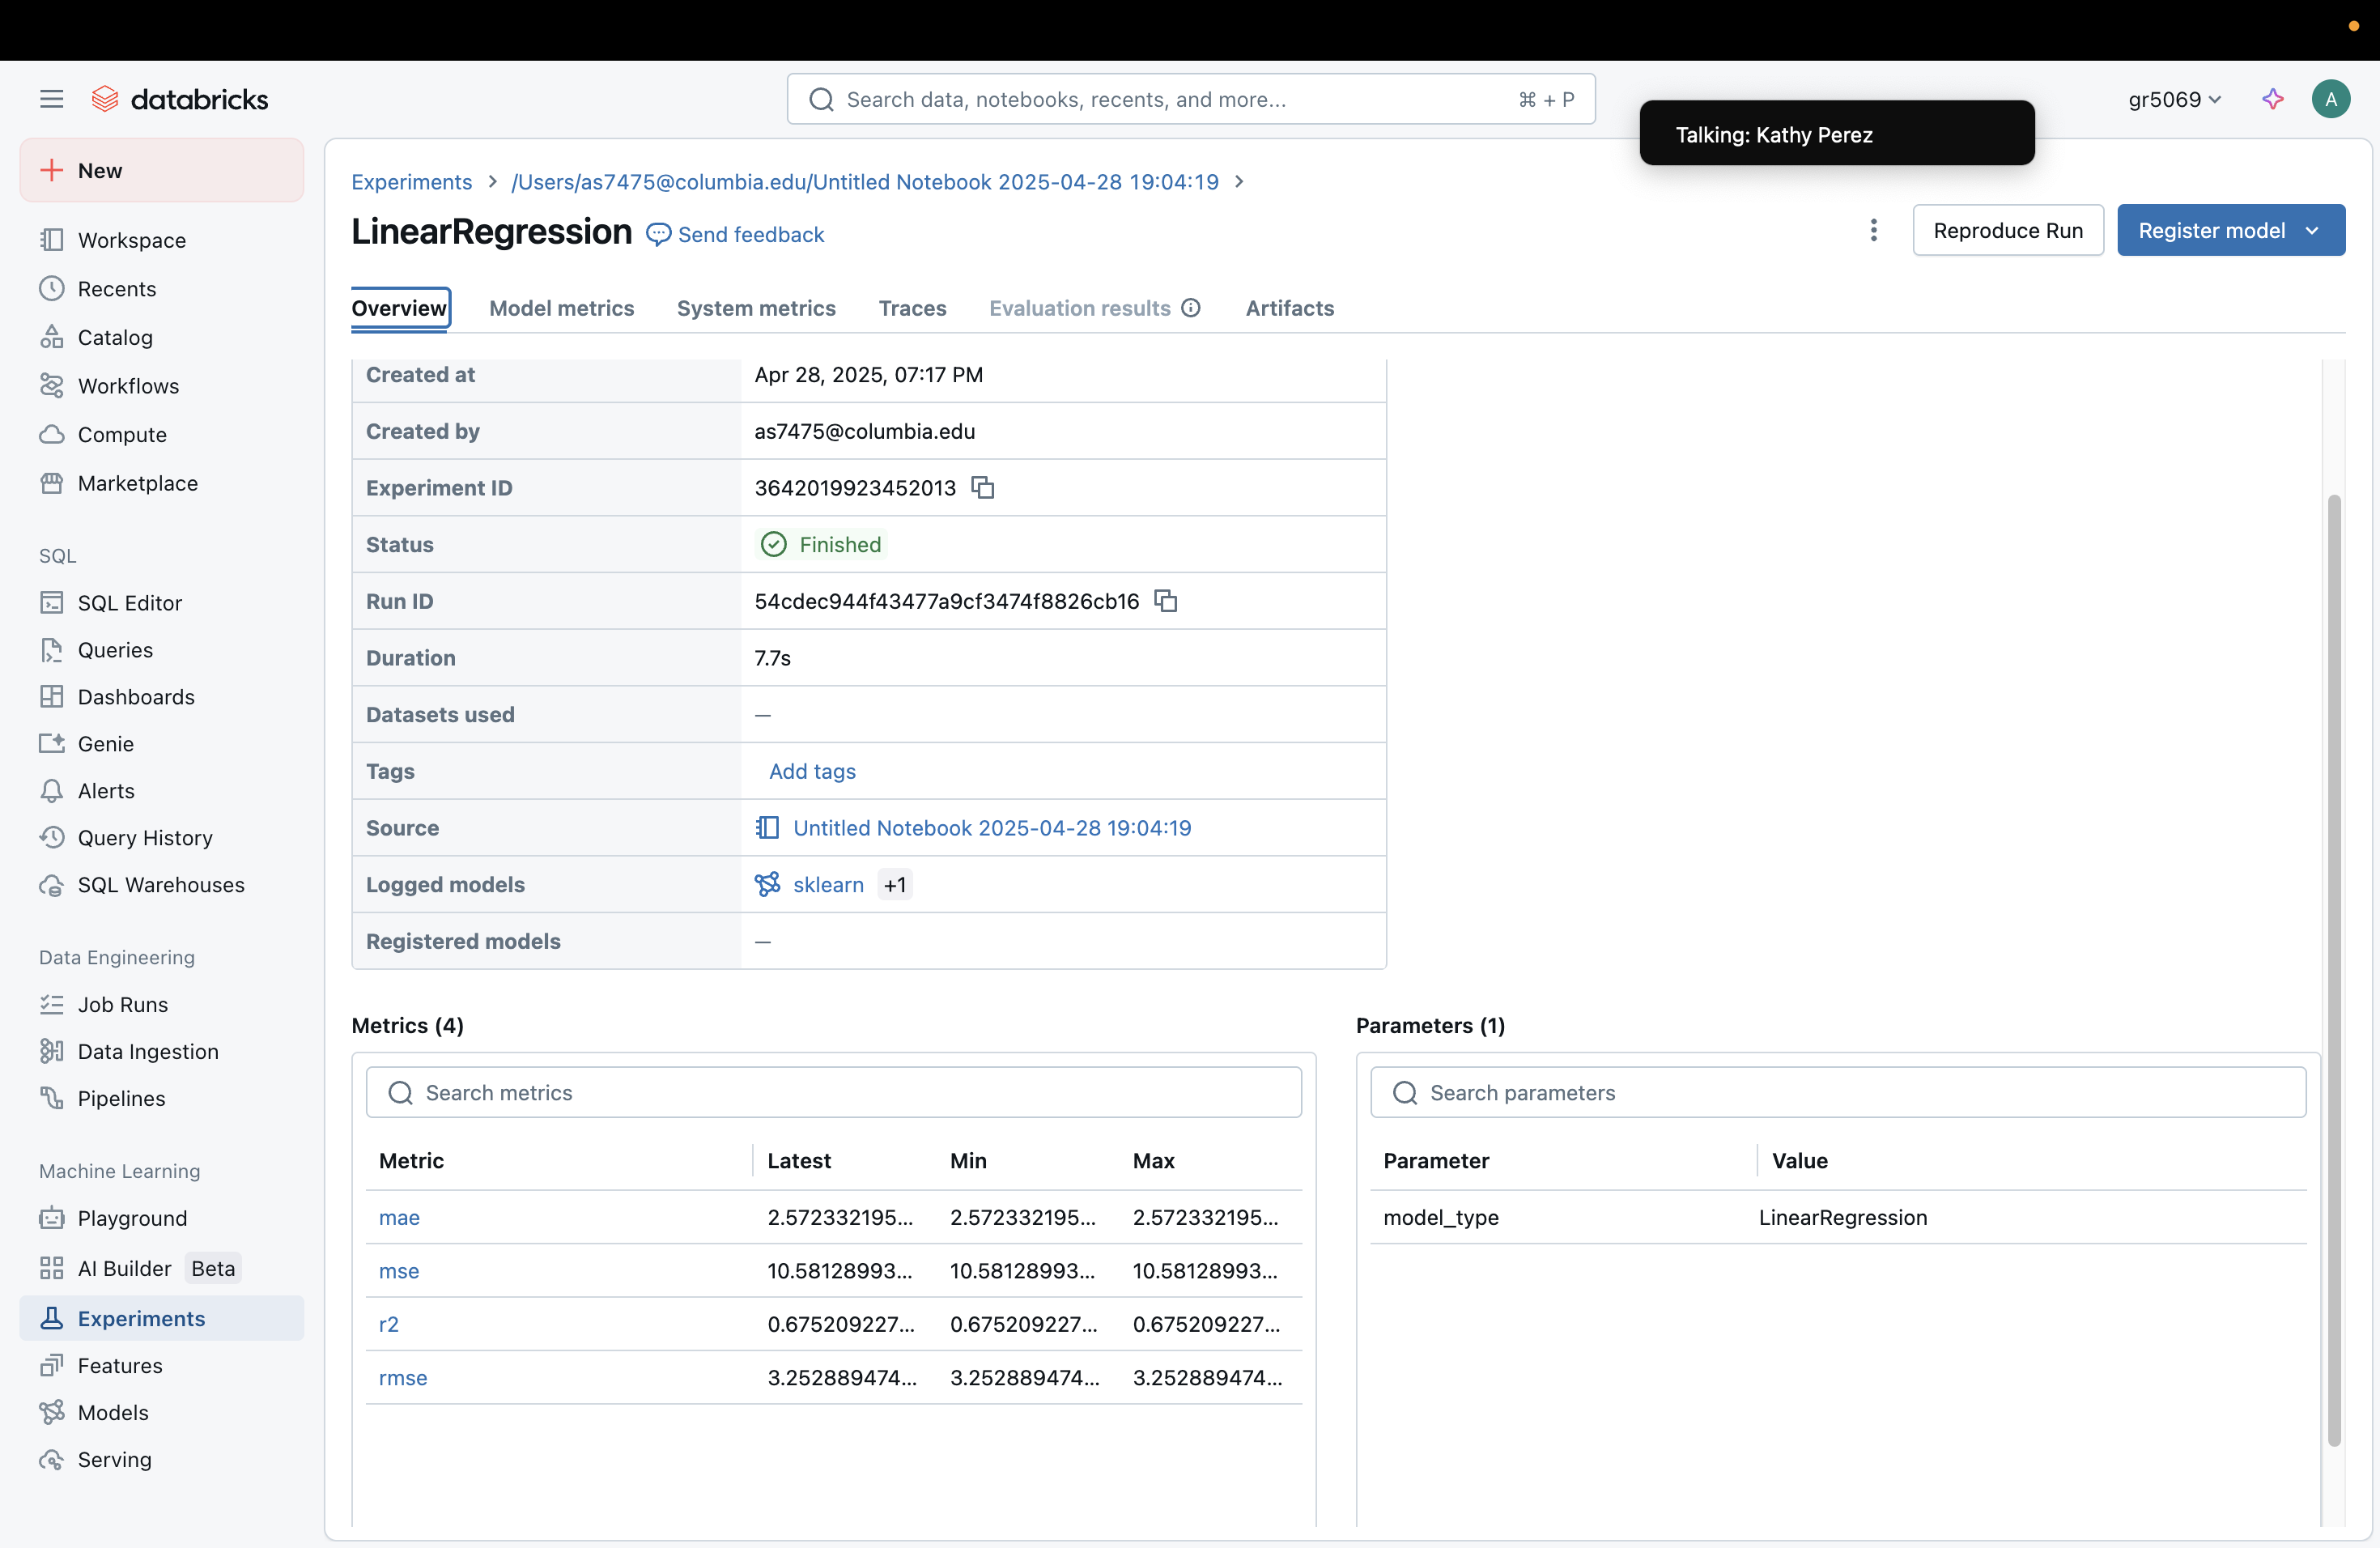 databricks
Search data, notebooks, recents, and more...
⌘ + P
gr5069
A
Talking: Kathy Perez
New
Workspace
Recents
Catalog
Workflows
Compute
Marketplace
SQL
SQL Editor
Queries
Dashboards
Genie
Alerts
Query History
SQL Warehouses
Data Engineering
Job Runs
Data Ingestion
Pipelines
Machine Learning
Playground
AI Builder Beta
Experiments
Features
Models
Serving
Experiments > /Users/as7475@columbia.edu/Untitled Notebook 2025-04-28 19:04:19 >
LinearRegression Send feedback
Reproduce Run
Register model
Overview Model metrics System metrics Traces Evaluation results Artifacts
Created at Apr 28, 2025, 07:17 PM
Created by as7475@columbia.edu
Experiment ID 3642019923452013
Status Finished
Run ID 54cdec944f43477a9cf3474f8826cb16
Duration 7.7s
Datasets used —
Tags Add tags
Source Untitled Notebook 2025-04-28 19:04:19
Logged models sklearn +1
Registered models —
Metrics (4)
Search metrics
Metric Latest Min Max
mae 2.572332195... 2.572332195... 2.572332195...
mse 10.58128993... 10.58128993... 10.58128993...
r2 0.675209227... 0.675209227... 0.675209227...
rmse 3.252889474... 3.252889474... 3.252889474...
Parameters (1)
Search parameters
Parameter Value
model_type LinearRegression